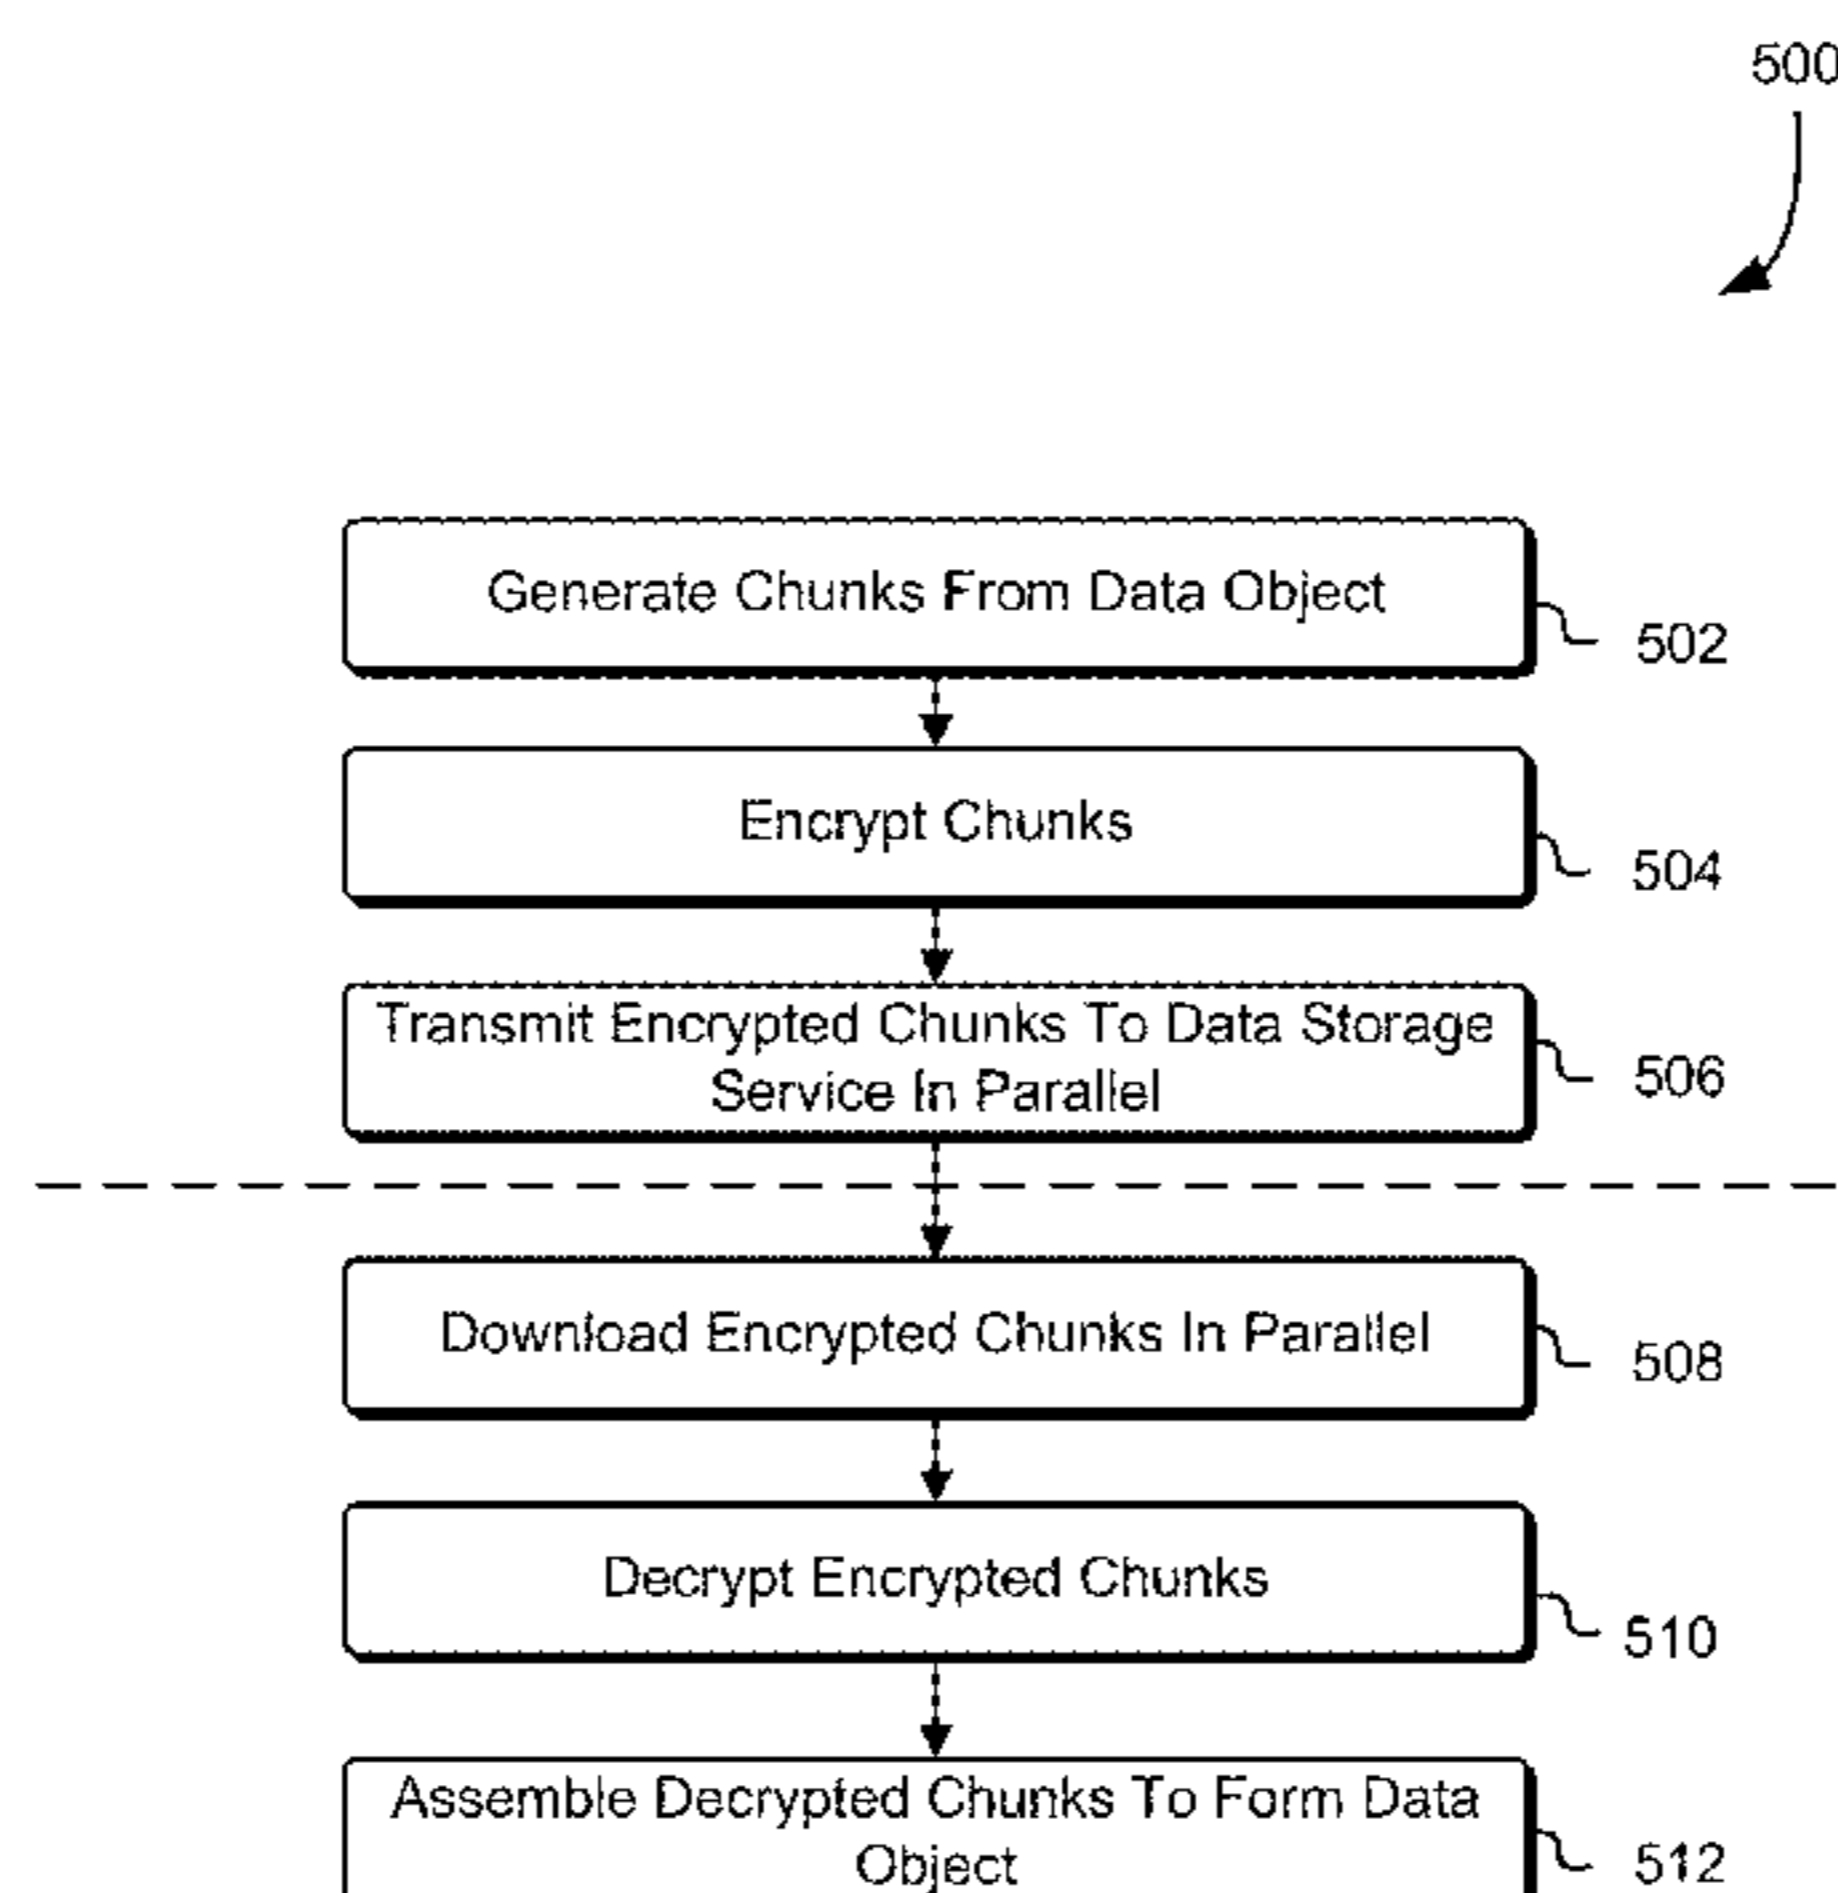 500
Generate Chunks From Data Object
502
Encrypt Chunks
504
Transmit Encrypted Chunks To Data Storage
Service In Parallel
506
Download Encrypted Chunks In Parallel
508
Decrypt Encrypted Chunks
510
Assemble Decrypted Chunks To Form Data
Object
512